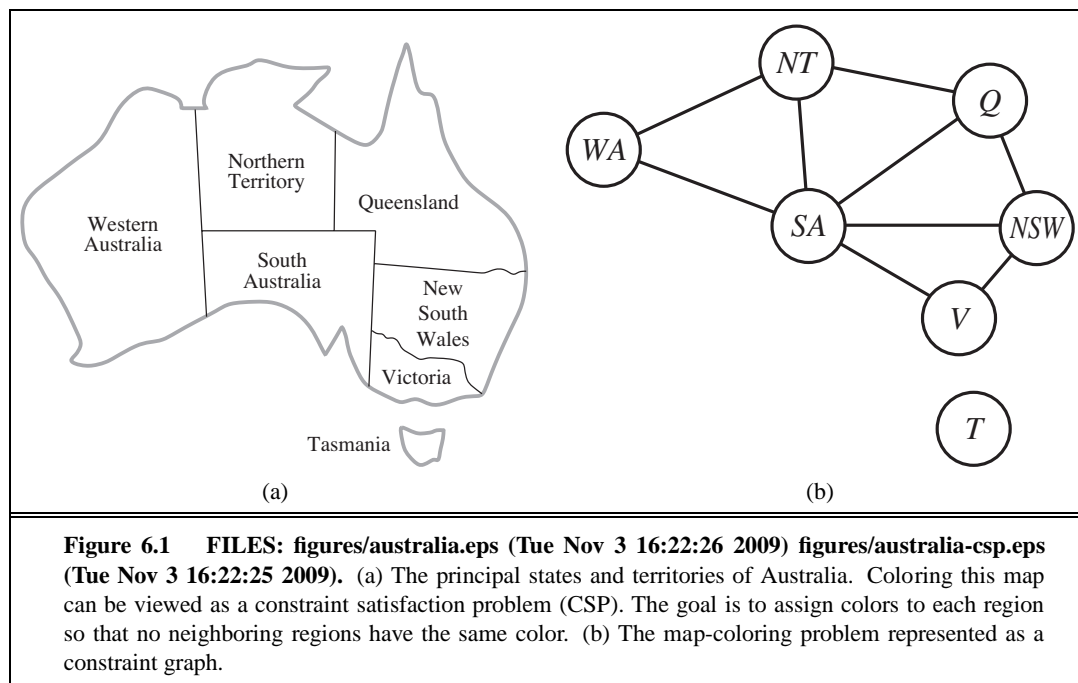 Western
Australia
Northern
Territory
South
Australia
Queensland
New
South
Wales
Victoria
Tasmania
(a)
NT
Q
WA
SA
NSW
V
T
(b)
Figure 6.1 FILES: figures/australia.eps (Tue Nov 3 16:22:26 2009) figures/australia-csp.eps
(Tue Nov 3 16:22:25 2009). (a) The principal states and territories of Australia. Coloring this map
can be viewed as a constraint satisfaction problem (CSP). The goal is to assign colors to each region
so that no neighboring regions have the same color. (b) The map-coloring problem represented as a
constraint graph.